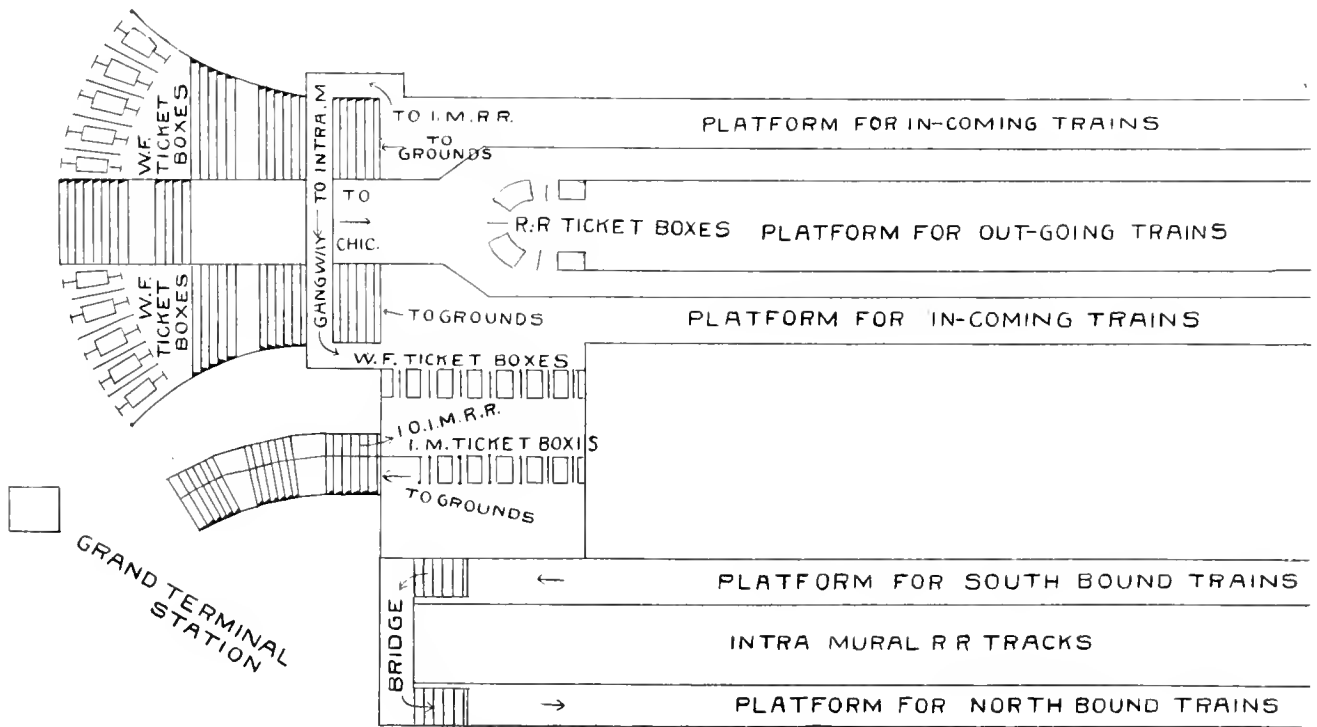 W.F.
TICKET
BOXES
GANGWAY TO INTRA.M
TO I.M.R.R.
TO
GROUNDS
PLATFORM FOR IN-COMING TRAINS
TO
CHIC.
R.R TICKET BOXES
PLATFORM FOR OUT-GOING TRAINS
W.F.
TICKET
BOXES
TO GROUNDS
PLATFORM FOR IN-COMING TRAINS
W.F. TICKET BOXES
TO.I.M.R.R.
I.M.TICKET BOXIS
TO GROUNDS
GRAND TERMINAL
STATION
BRIDGE
PLATFORM FOR SOUTH BOUND TRAINS
INTRA MURAL R R TRACKS
PLATFORM FOR NORTH BOUND TRAINS